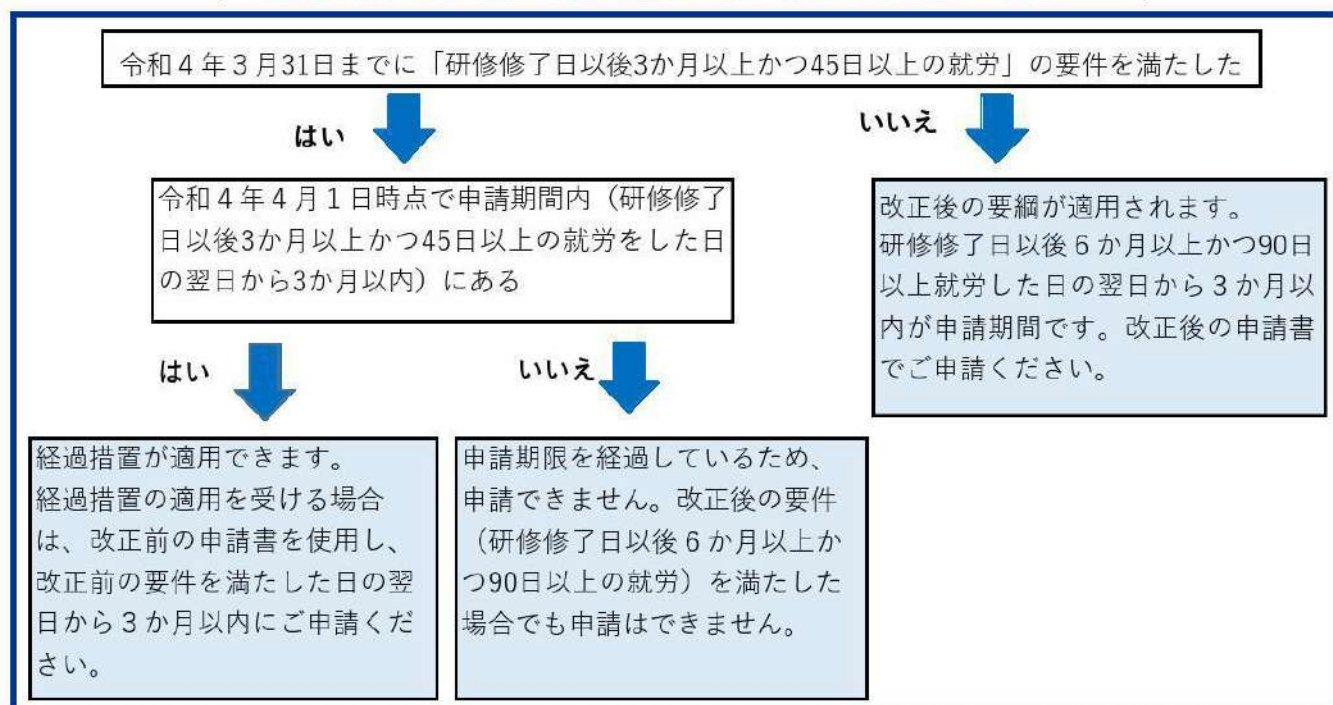 令和４年３月31日までに「研修修了日以後3か月以上かつ45日以上の就労」の要件を満たした
はい
いいえ
令和４年４月１日時点で申請期間内（研修修了
日以後3か月以上かつ45日以上の就労をした日
の翌日から3か月以内）にある
改正後の要綱が適用されます。
研修修了日以後６か月以上かつ90日
以上就労した日の翌日から３か月以
内が申請期間です。改正後の申請書
でご申請ください。
はい
いいえ
経過措置が適用できます。
経過措置の適用を受ける場合
は、改正前の申請書を使用し、
改正前の要件を満たした日の翌
日から３か月以内にご申請くだ
さい。
申請期限を経過しているため、
申請できません。改正後の要件
（研修修了日以後６か月以上か
つ90日以上の就労）を満たした
場合でも申請はできません。